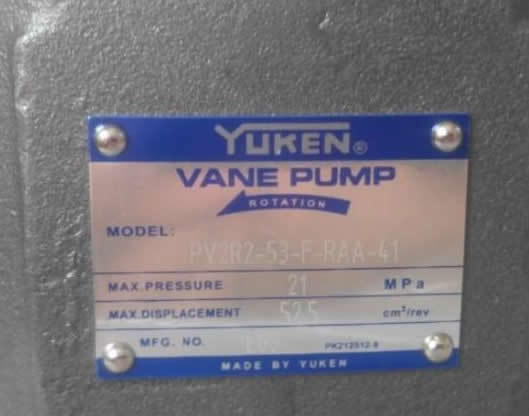 YUKEN®
VANE PUMP
ROTATION
MODEL:
PV2R2-53-F-RAA-41
MAX.PRESSURE 21 MPa
MAX.DISPLACEMENT 52.5 cm³/rev
MFG. NO. PK212512-8
MADE BY YUKEN